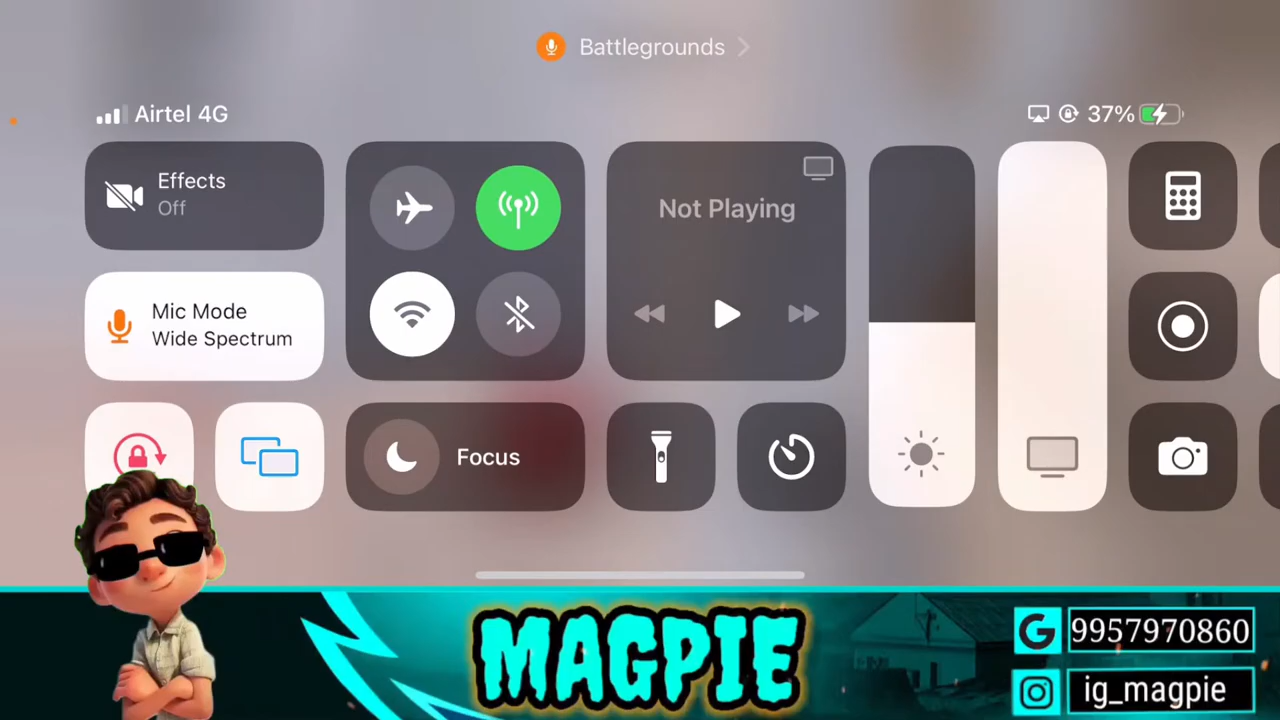 Battlegrounds
Airtel 4G
37%
Effects
Off
Not Playing
Mic Mode
Wide Spectrum
Focus
MAGPIE
G 9957970860
ig_magpie